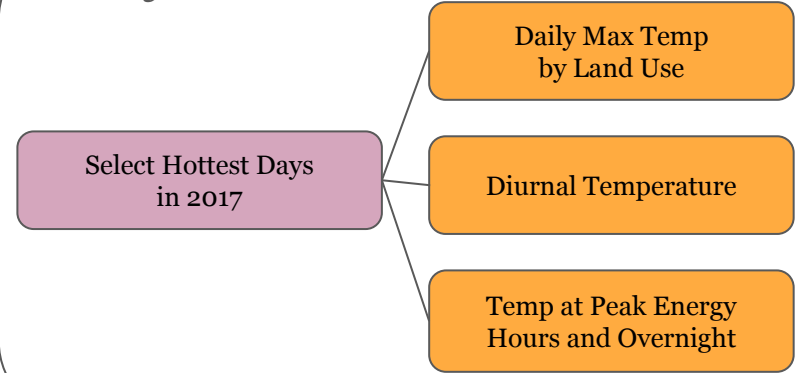 Daily Max Temp
by Land Use
Select Hottest Days
in 2017
Diurnal Temperature
Temp at Peak Energy
Hours and Overnight